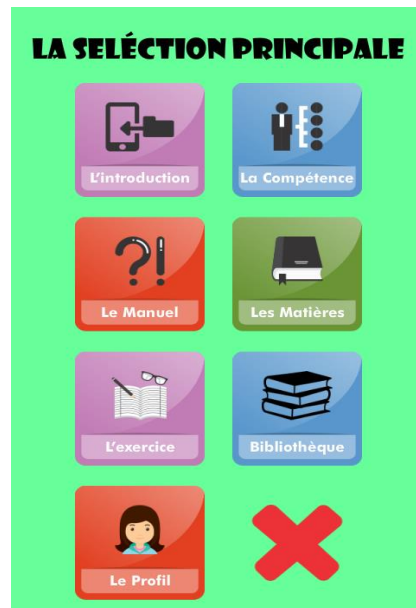 LA SELÉCTION PRINCIPALE
L'introduction
La Compétence
Le Manuel
Les Matières
L'exercice
Bibliothèque
Le Profil